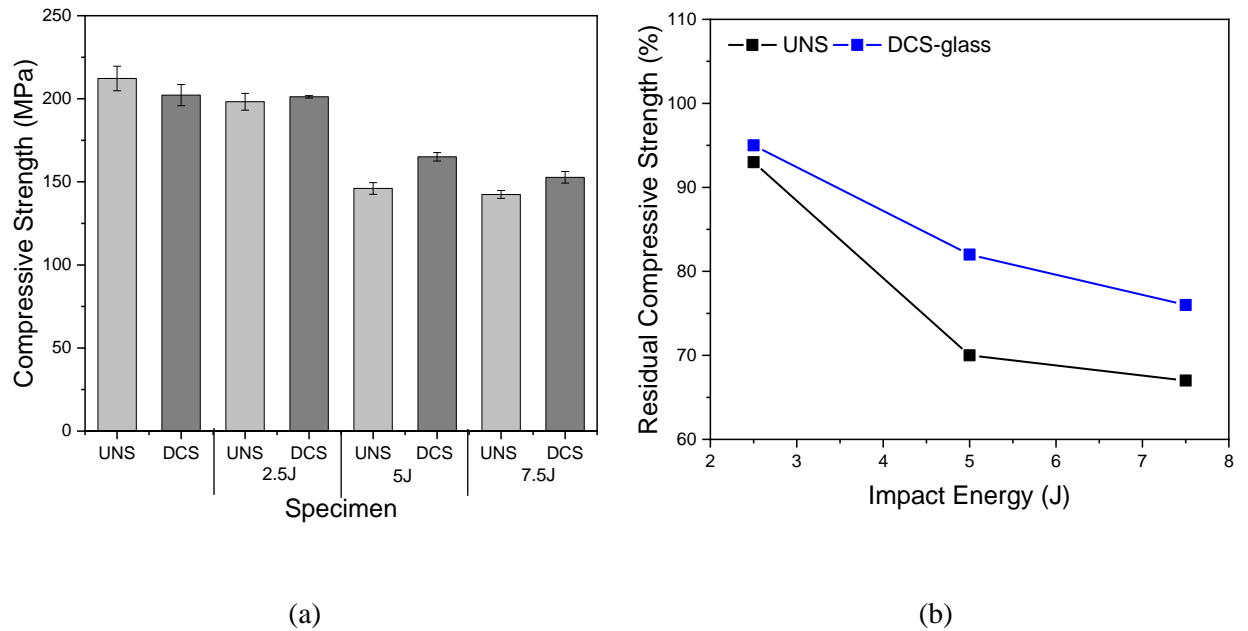 250
200
150
100
50
0
Compressive Strength (MPa)
UNS DCS UNS DCS UNS DCS UNS DCS
2.5J 5J 7.5J
Specimen
(a)
110
100
90
80
70
60
Residual Compressive Strength (%)
UNS DCS-glass
2 3 4 5 6 7 8
Impact Energy (J)
(b)